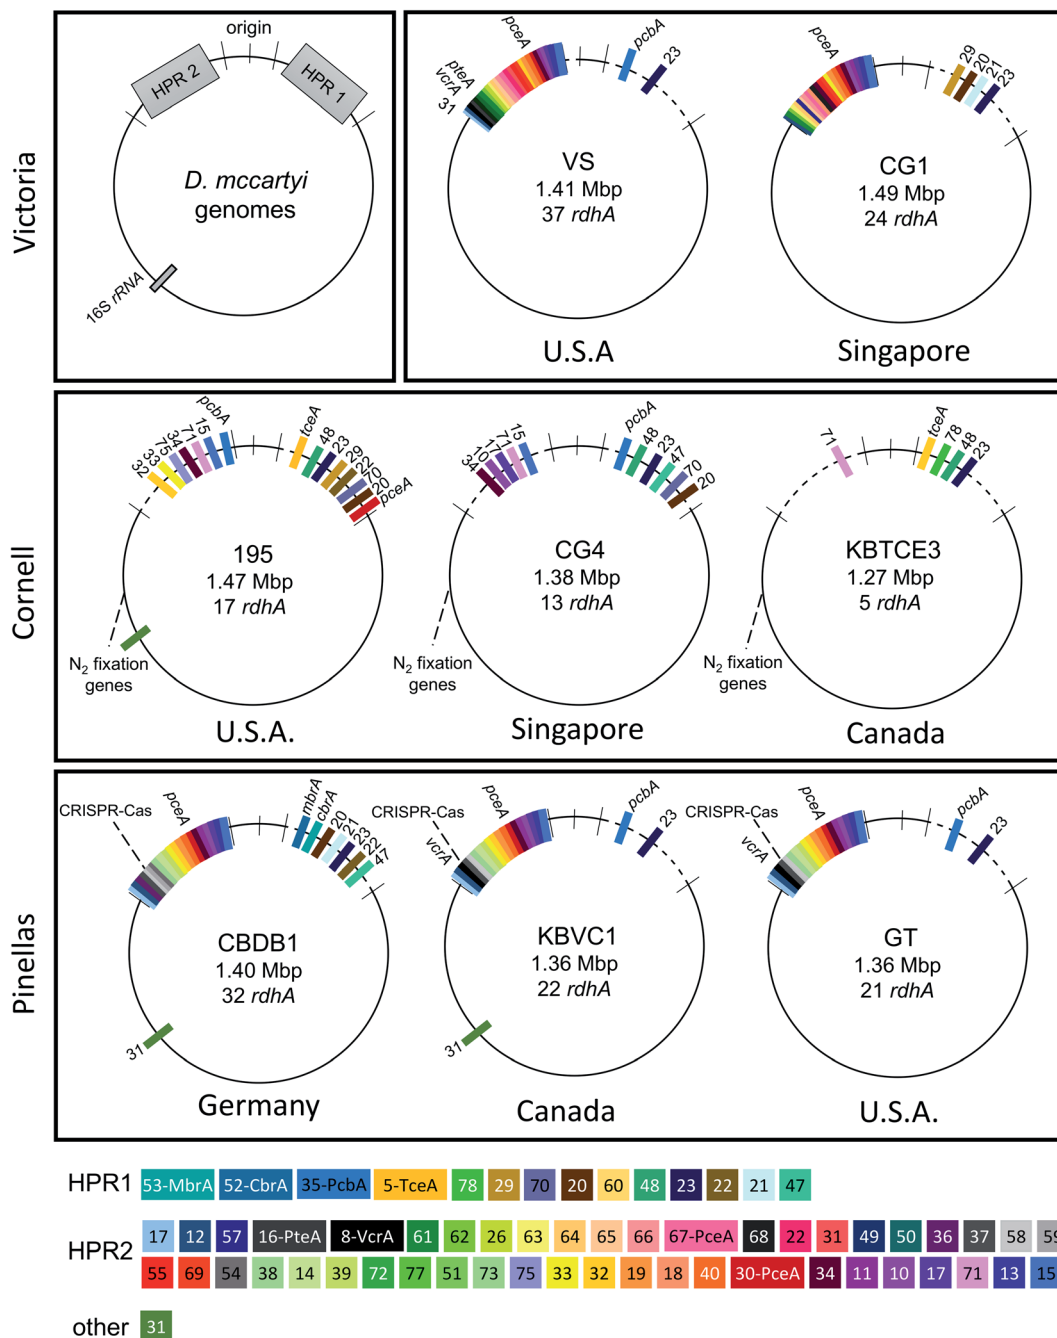 Victoria
origin
HPR 2
HPR 1
D. mccartyi
genomes
16S rRNA
pceA
pcbA
23
pteA
vcrA
31
VS
1.41 Mbp
37 rdhA
U.S.A
pceA
29
20
21
23
CG1
1.49 Mbp
24 rdhA
Singapore
Cornell
32
33
75
34
71
15
pcbA
tceA
48
23
29
22
70
20
pceA
195
1.47 Mbp
17 rdhA
N2 fixation
genes
U.S.A.
34
10
11
71
15
pcbA
48
23
47
70
20
CG4
1.38 Mbp
13 rdhA
N2 fixation
genes
Singapore
71
tceA
78
48
23
KBTCE3
1.27 Mbp
5 rdhA
N2 fixation
genes
Canada
Pinellas
CRISPR-Cas
pceA
mbrA
cbrA
20
21
23
22
47
CBDB1
1.40 Mbp
32 rdhA
31
Germany
CRISPR-Cas
pceA
vcrA
pcbA
23
KBVC1
1.36 Mbp
22 rdhA
31
Canada
CRISPR-Cas
pceA
pcbA
23
vcrA
GT
1.36 Mbp
21 rdhA
U.S.A.
HPR1 53-MbrA 52-CbrA 35-PcbA 5-TceA 78 29 70 20 60 48 23 22 21 47
HPR2
17 12 57 16-PteA 8-VcrA 61 62 26 63 64 65 66 67-PceA 68 22 31 49 50 36 37 58 59
55 69 54 38 14 39 72 77 51 73 75 33 32 19 18 40 30-PceA 34 11 10 17 71 13 15
other 31